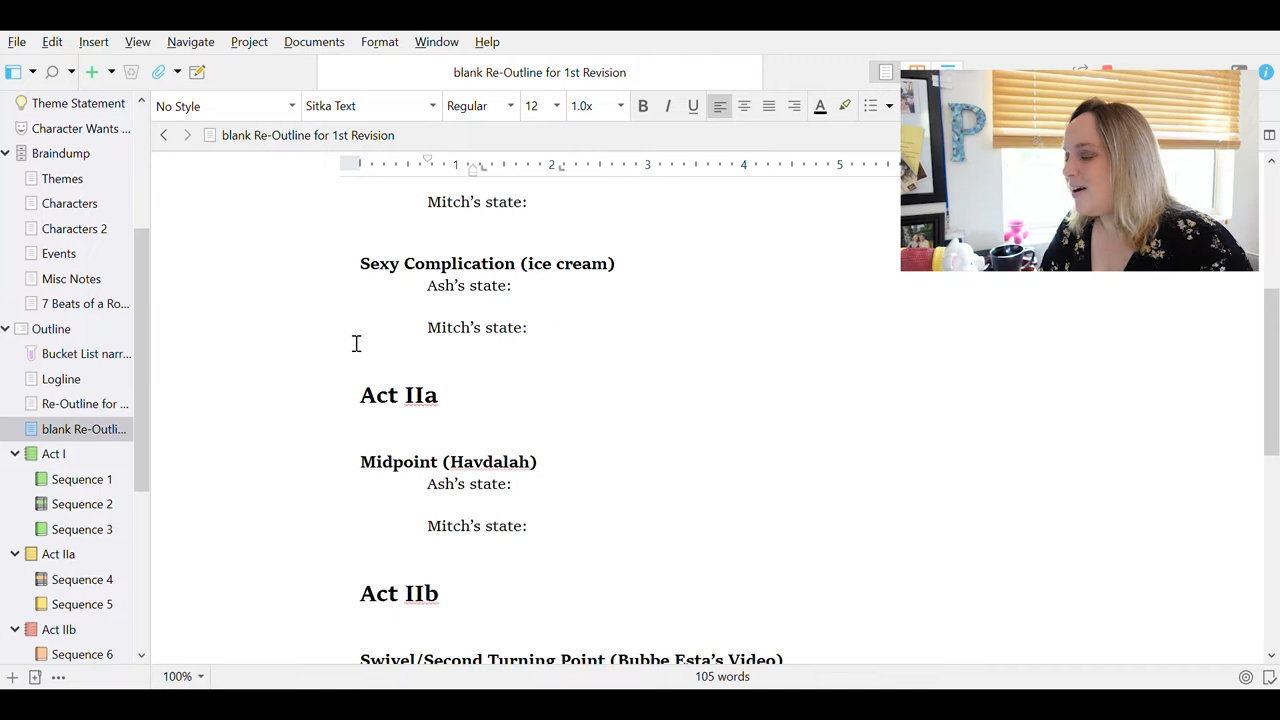 File Edit Insert View Navigate Project Documents Format Window Help
blank Re-Outline for 1st Revision
No Style Sitka Text Regular 12 1.0x B I U A
blank Re-Outline for 1st Revision
1 2 3 4 5
Theme Statement
Character Wants ...
Braindump
Themes
Characters
Characters 2
Events
Misc Notes
7 Beats of a Ro...
Outline
Bucket List narr...
Logline
Re-Outline for ...
blank Re-Outli...
Act I
Sequence 1
Sequence 2
Sequence 3
Act IIa
Sequence 4
Sequence 5
Act IIb
Sequence 6
Mitch's state:
Sexy Complication (ice cream)
Ash's state:
Mitch's state:
Act IIa
Midpoint (Havdalah)
Ash's state:
Mitch's state:
Act IIb
Swivel/Second Turning Point (Bubbe Esta's Video)
P
100% 105 words